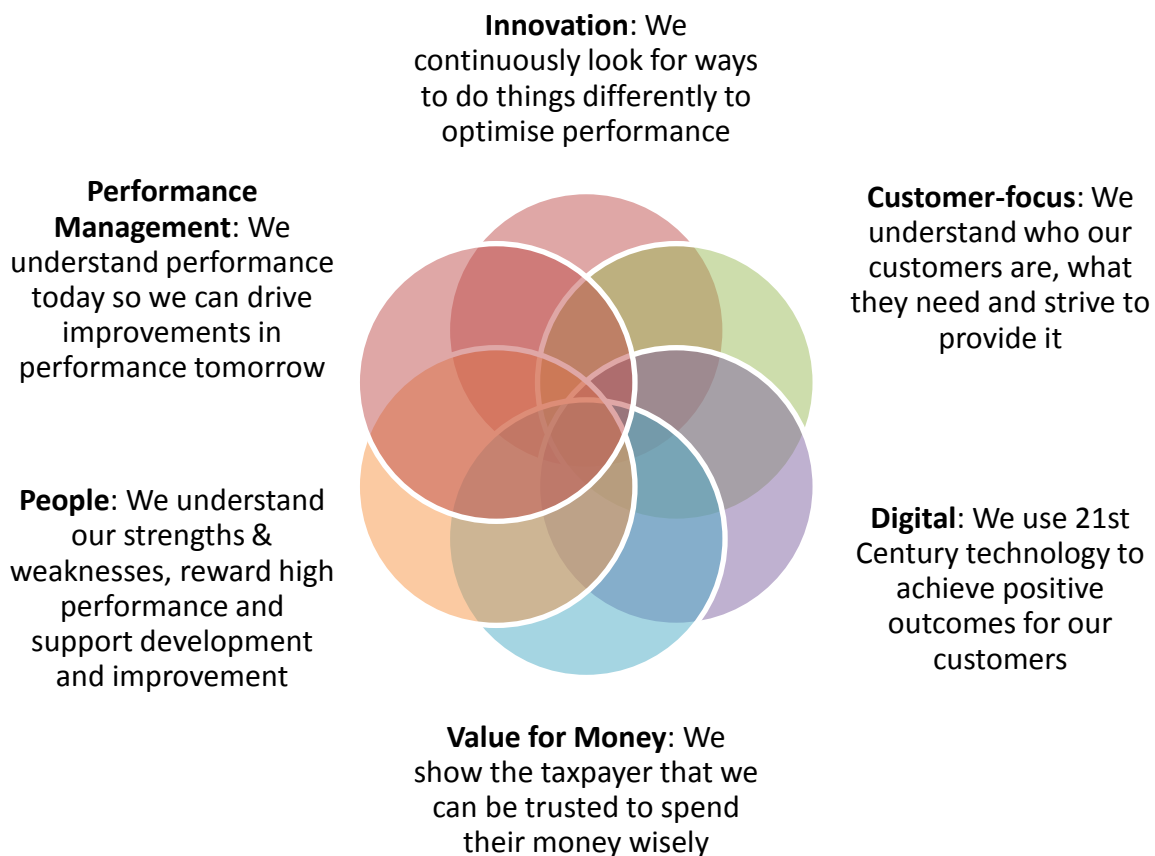 Innovation: We
continuously look for ways
to do things differently to
optimise performance
Performance
Management: We
understand performance
today so we can drive
improvements in
performance tomorrow
Customer-focus: We
understand who our
customers are, what
they need and strive to
provide it
People: We understand
our strengths &
weaknesses, reward high
performance and
support development
and improvement
Digital: We use 21st
Century technology to
achieve positive
outcomes for our
customers
Value for Money: We
show the taxpayer that we
can be trusted to spend
their money wisely